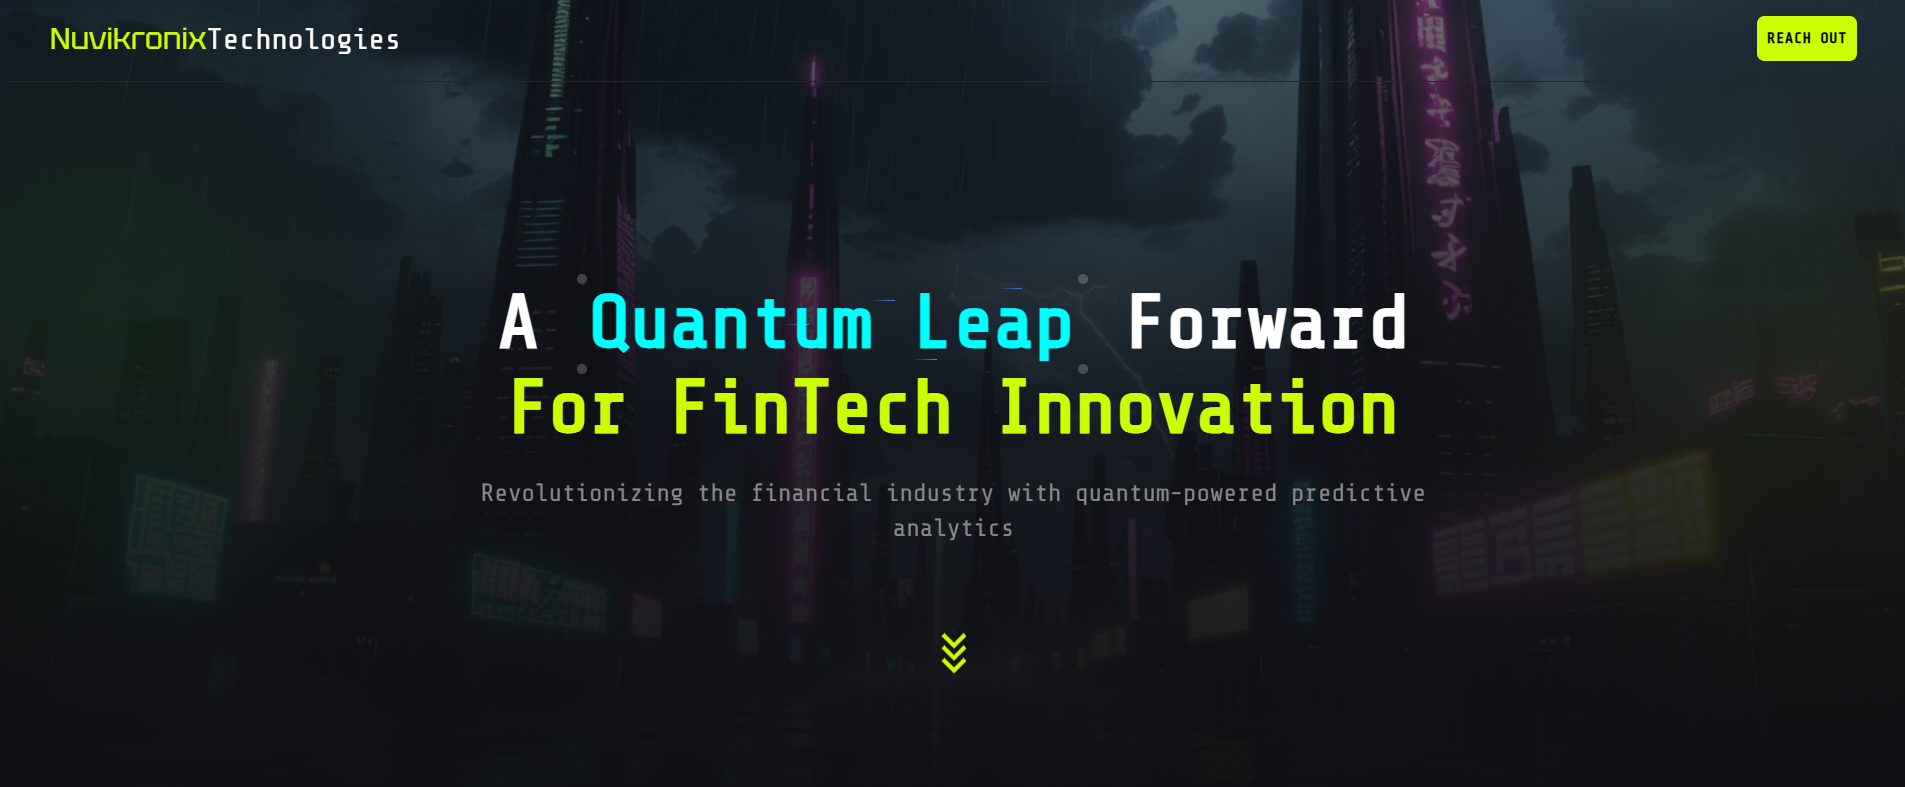 NuvikronixTechnologies
REACH OUT
A Quantum Leap Forward
For FinTech Innovation
Revolutionizing the financial industry with quantum-powered predictive
analytics